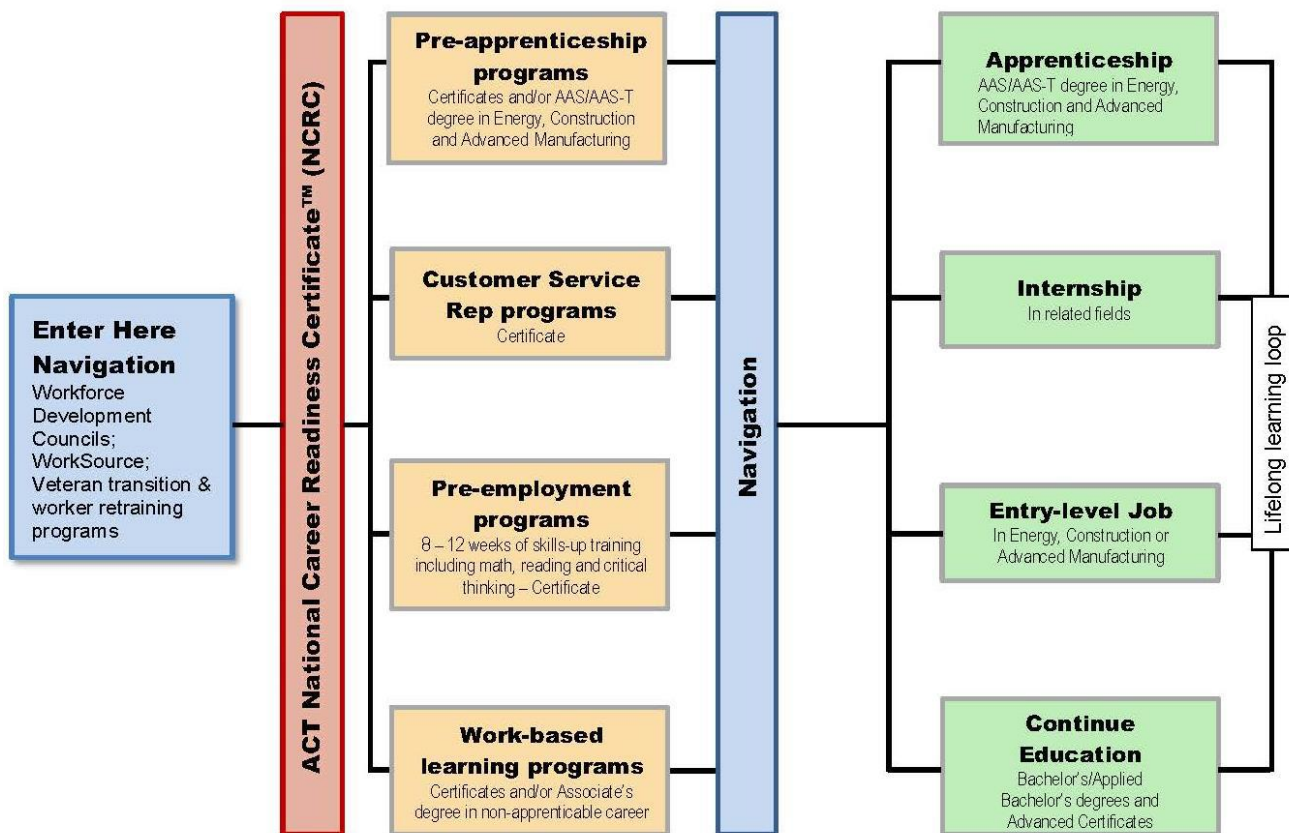 Enter Here
Navigation
Workforce
Development
Councils;
WorkSource;
Veteran transition &
worker retraining
programs
ACT National Career Readiness Certificate™ (NCRC)
Pre-apprenticeship
programs
Certificates and/or AAS/AAS-T
degree in Energy, Construction
and Advanced Manufacturing
Customer Service
Rep programs
Certificate
Pre-employment
programs
8 – 12 weeks of skills-up training
including math, reading and critical
thinking – Certificate
Work-based
learning programs
Certificates and/or Associate's
degree in non-apprenticable career
Navigation
Apprenticeship
AAS/AAS-T degree in Energy,
Construction and Advanced
Manufacturing
Internship
In related fields
Entry-level Job
In Energy, Construction or
Advanced Manufacturing
Continue
Education
Bachelor's/Applied
Bachelor's degrees and
Advanced Certificates
Lifelong learning loop